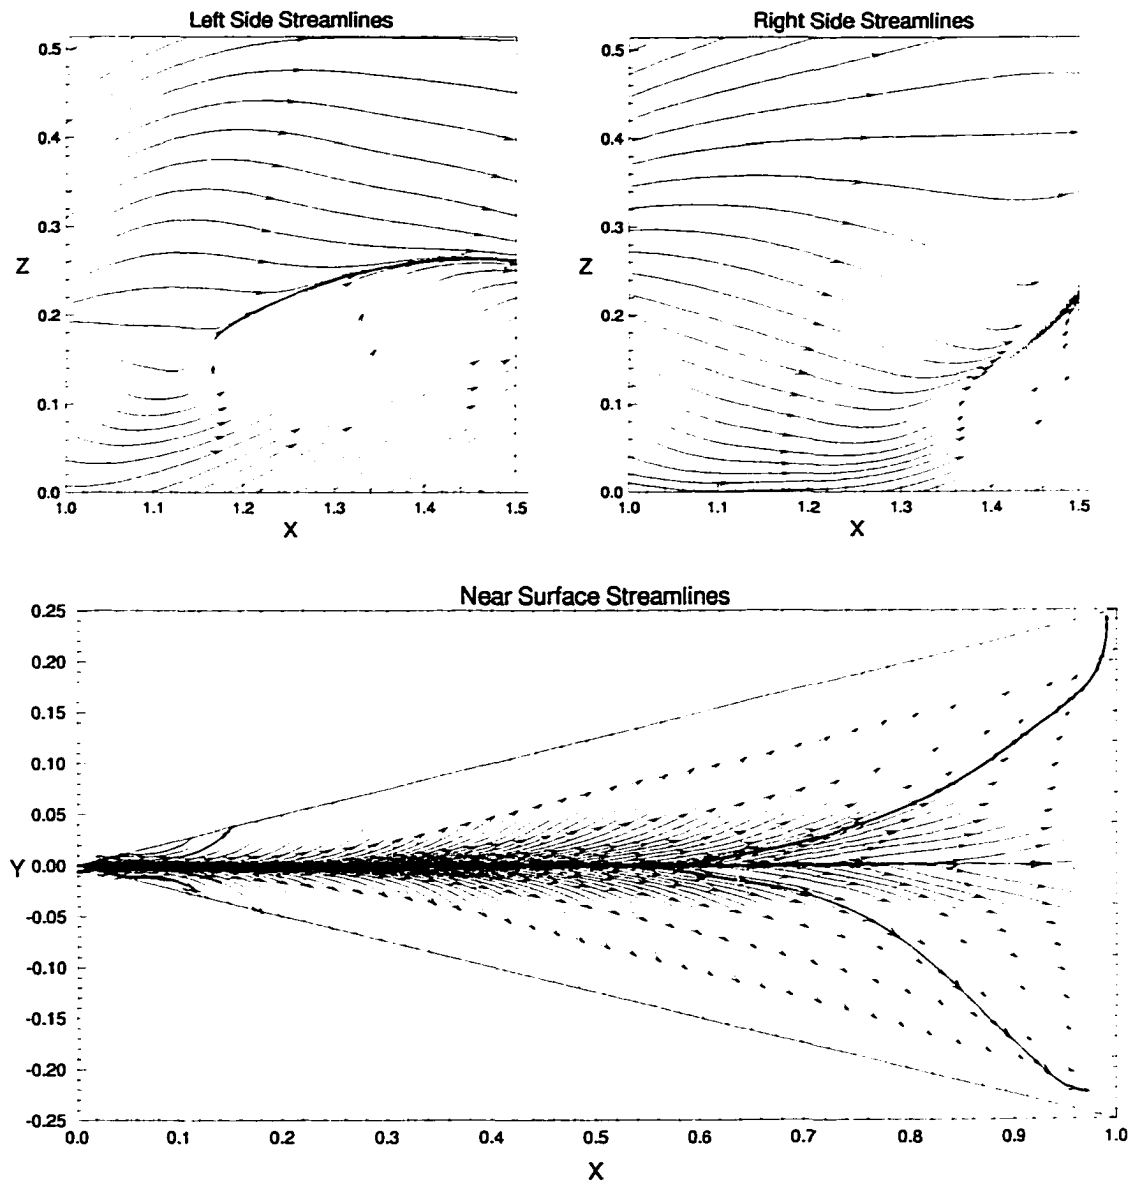 Left Side Streamlines
0.5
0.4
0.3
Z
0.2
0.1
0.0
1.0 1.1 1.2 1.3 1.4 1.5
X
Right Side Streamlines
0.5
0.4
0.3
Z
0.2
0.1
0.0
1.0 1.1 1.2 1.3 1.4 1.5
X
Near Surface Streamlines
0.25
0.20
0.15
0.10
0.05
Y 0.00
-0.05
-0.10
-0.15
-0.20
-0.25
0.0 0.1 0.2 0.3 0.4 0.5 0.6 0.7 0.8 0.9 1.0
X